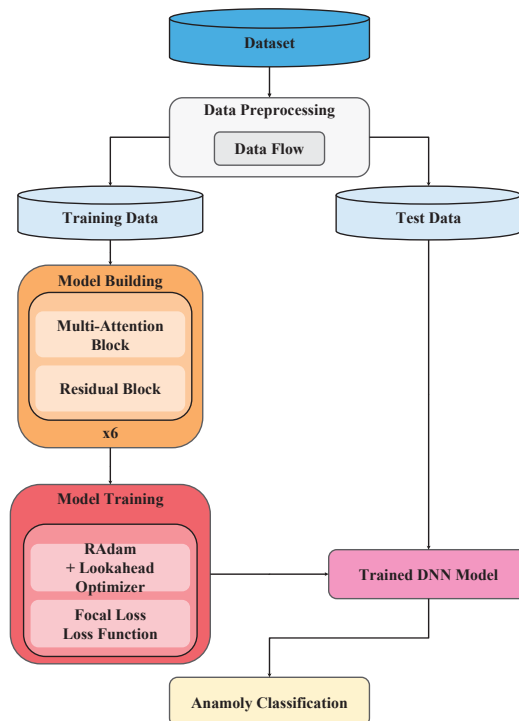 Dataset
Data Preprocessing
Data Flow
Training Data
Test Data
Model Building
Multi-Attention
Block
Residual Block
x6
Model Training
RAdam
+ Lookahead
Optimizer
Focal Loss
Loss Function
Trained DNN Model
Anamoly Classification